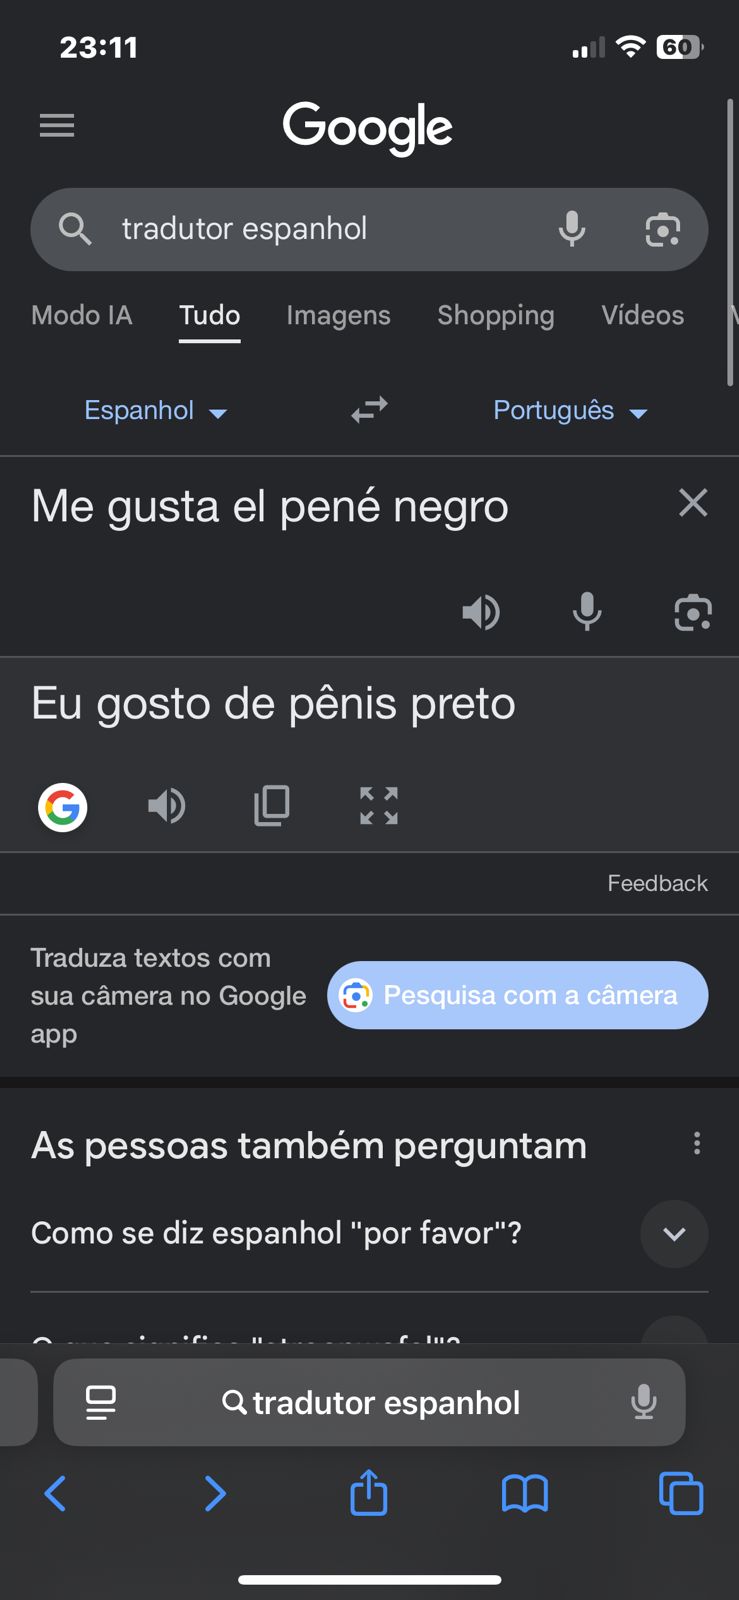 23:11
60
Google
tradutor espanhol
Modo IA Tudo Imagens Shopping Vídeos
Espanhol Português
Me gusta el pené negro
Eu gosto de pênis preto
Feedback
Traduza textos com
sua câmera no Google
app
Pesquisa com a câmera
As pessoas também perguntam
Como se diz espanhol "por favor"?
O que significa
tradutor espanhol